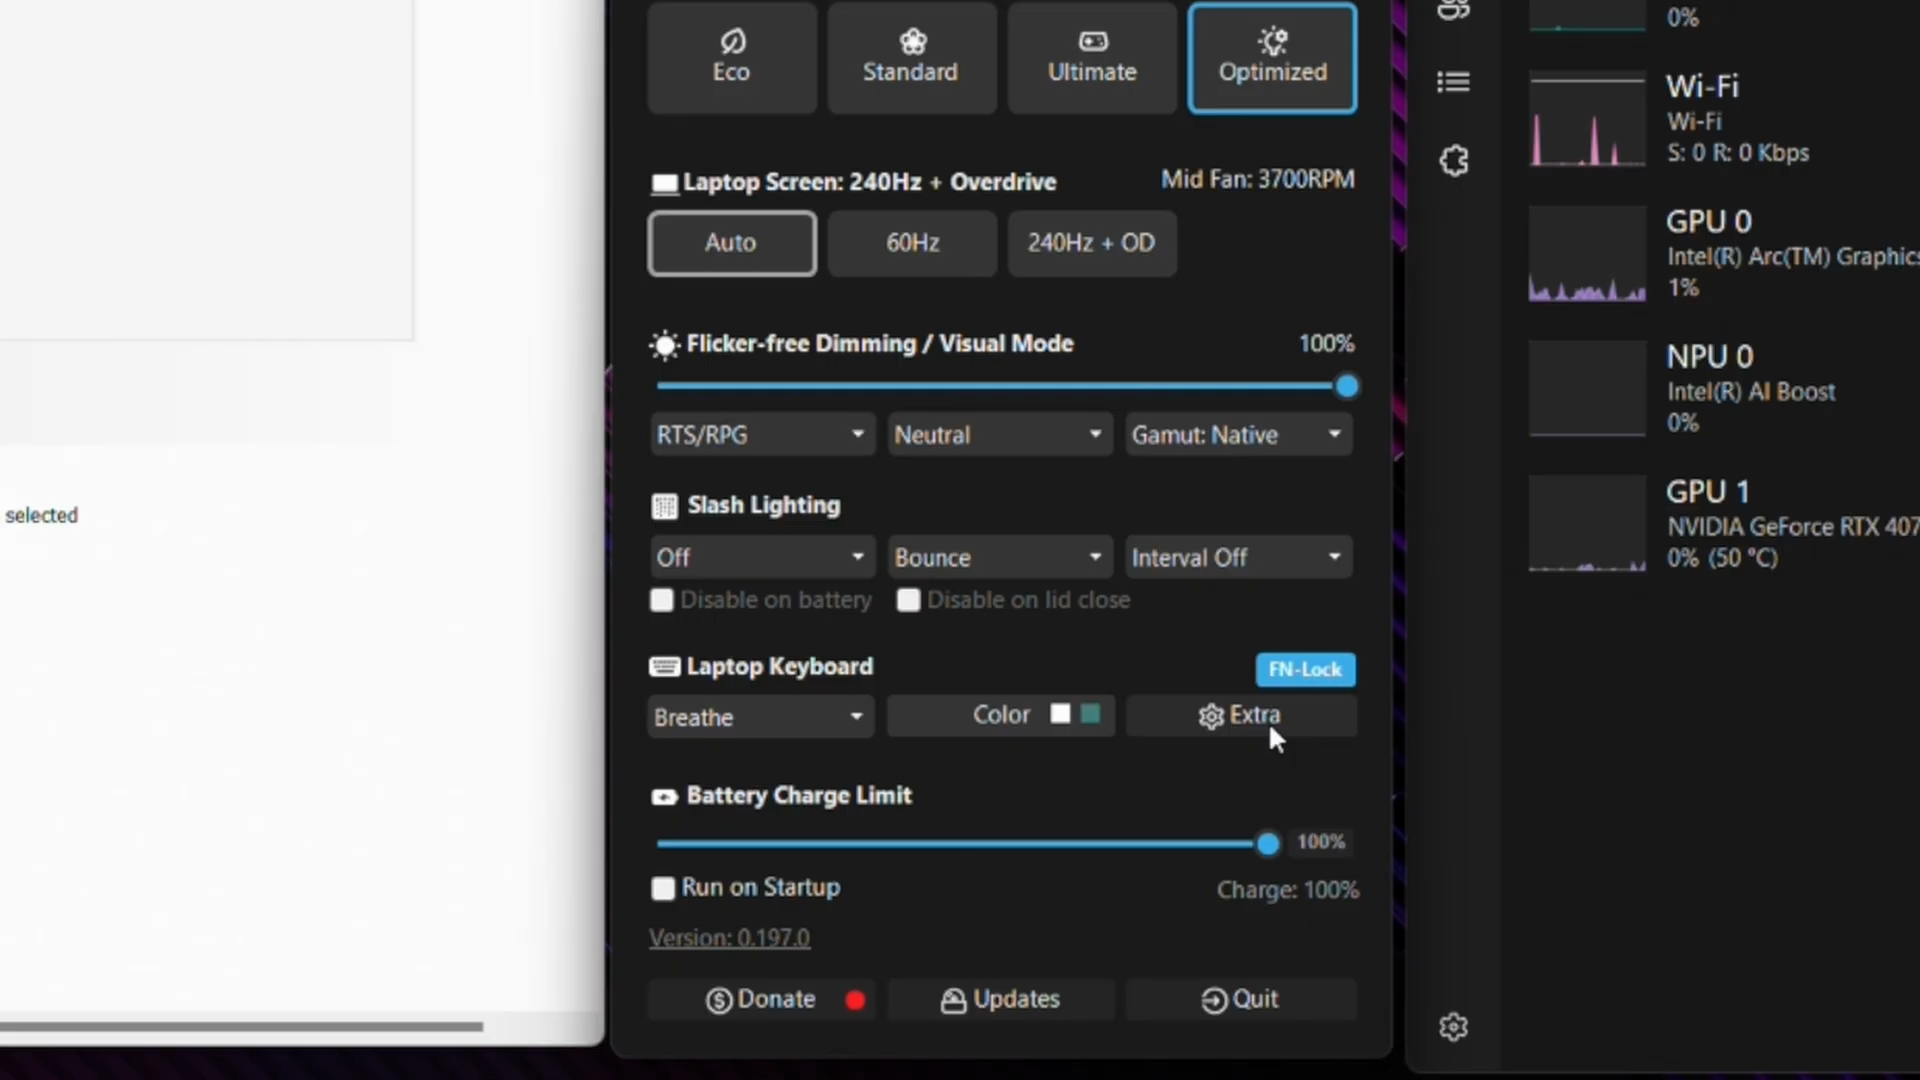 Eco
Standard
Ultimate
Optimized
Laptop Screen: 240Hz + Overdrive
Mid Fan: 3700RPM
Auto
60Hz
240Hz + OD
Flicker-free Dimming / Visual Mode
100%
RTS/RPG
Neutral
Gamut: Native
Slash Lighting
Off
Bounce
Interval Off
Disable on battery
Disable on lid close
Laptop Keyboard
FN-Lock
Breathe
Color
Extra
Battery Charge Limit
100%
Run on Startup
Charge: 100%
Version: 0.197.0
Donate
Updates
Quit
selected
0%
Wi-Fi
Wi-Fi
S: 0 R: 0 Kbps
GPU 0
Intel(R) Arc(TM) Graphics
1%
NPU 0
Intel(R) AI Boost
0%
GPU 1
NVIDIA GeForce RTX 407
0% (50 °C)